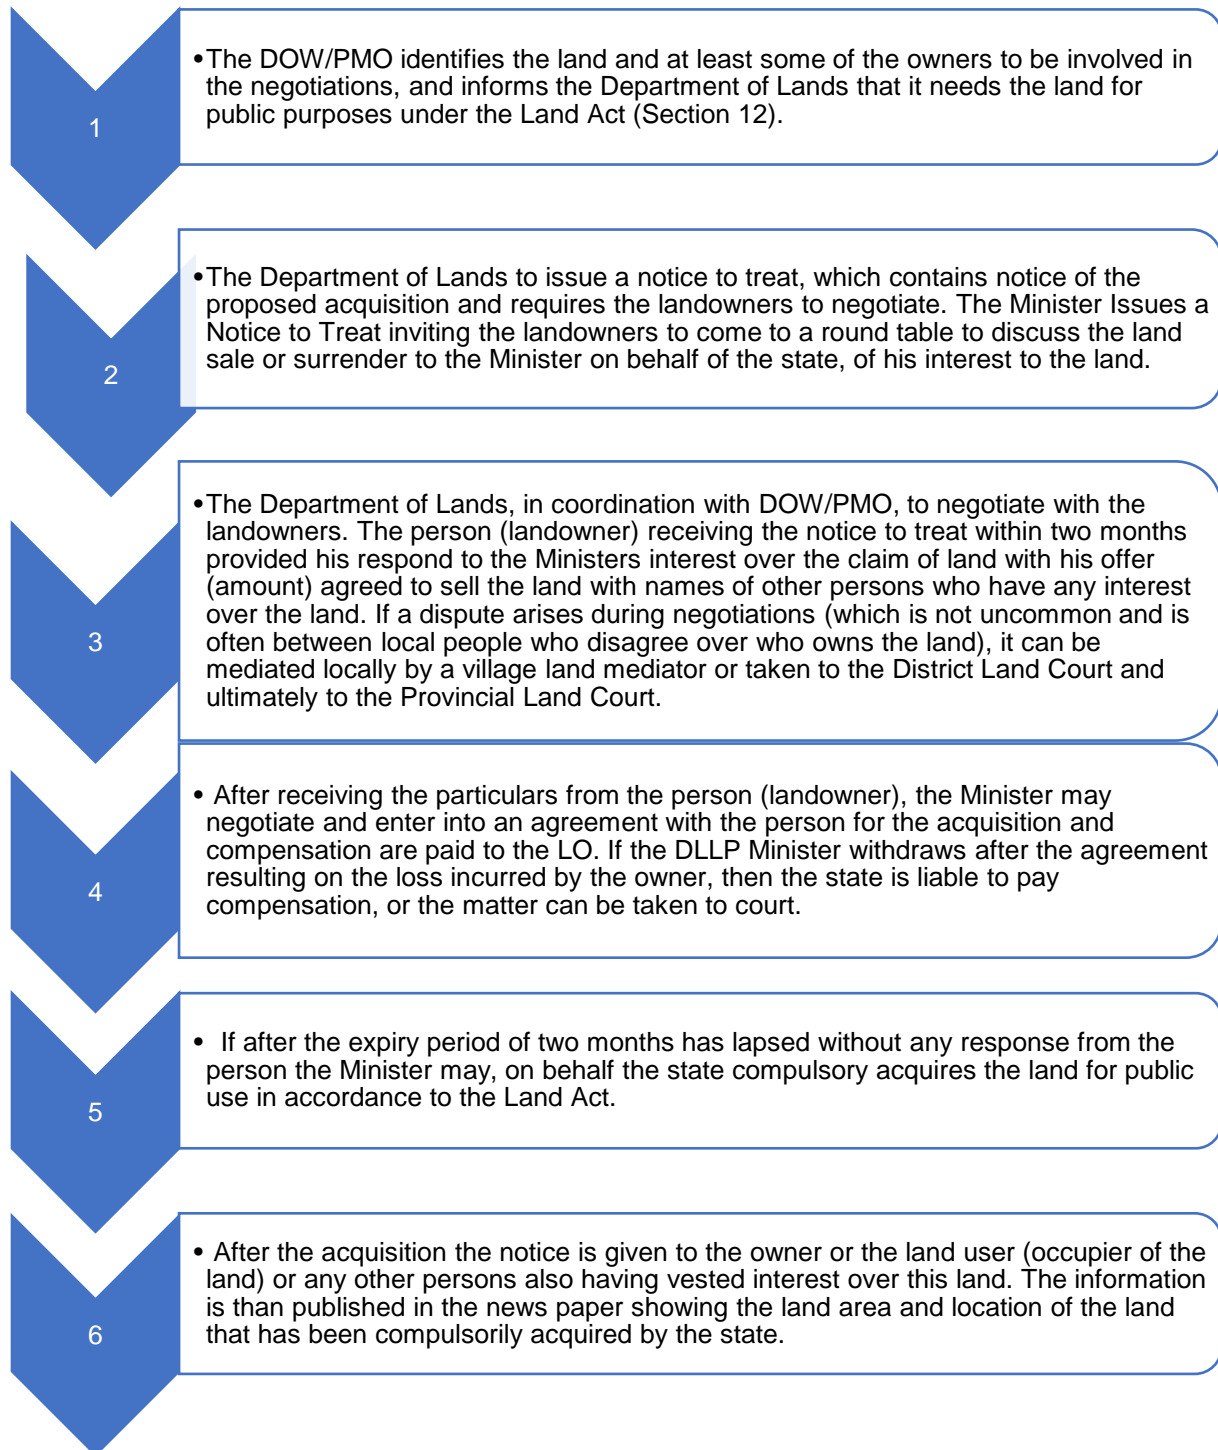 •The DOW/PMO identifies the land and at least some of the owners to be involved in
the negotiations, and informs the Department of Lands that it needs the land for
public purposes under the Land Act (Section 12).
1
•The Department of Lands to issue a notice to treat, which contains notice of the
proposed acquisition and requires the landowners to negotiate. The Minister Issues a
Notice to Treat inviting the landowners to come to a round table to discuss the land
sale or surrender to the Minister on behalf of the state, of his interest to the land.
2
•The Department of Lands, in coordination with DOW/PMO, to negotiate with the
landowners. The person (landowner) receiving the notice to treat within two months
provided his respond to the Ministers interest over the claim of land with his offer
(amount) agreed to sell the land with names of other persons who have any interest
over the land. If a dispute arises during negotiations (which is not uncommon and is
often between local people who disagree over who owns the land), it can be
mediated locally by a village land mediator or taken to the District Land Court and
ultimately to the Provincial Land Court.
3
• After receiving the particulars from the person (landowner), the Minister may
negotiate and enter into an agreement with the person for the acquisition and
compensation are paid to the LO. If the DLLP Minister withdraws after the agreement
resulting on the loss incurred by the owner, then the state is liable to pay
compensation, or the matter can be taken to court.
4
• If after the expiry period of two months has lapsed without any response from the
person the Minister may, on behalf the state compulsory acquires the land for public
use in accordance to the Land Act.
5
• After the acquisition the notice is given to the owner or the land user (occupier of the
land) or any other persons also having vested interest over this land. The information
is than published in the news paper showing the land area and location of the land
that has been compulsorily acquired by the state.
6